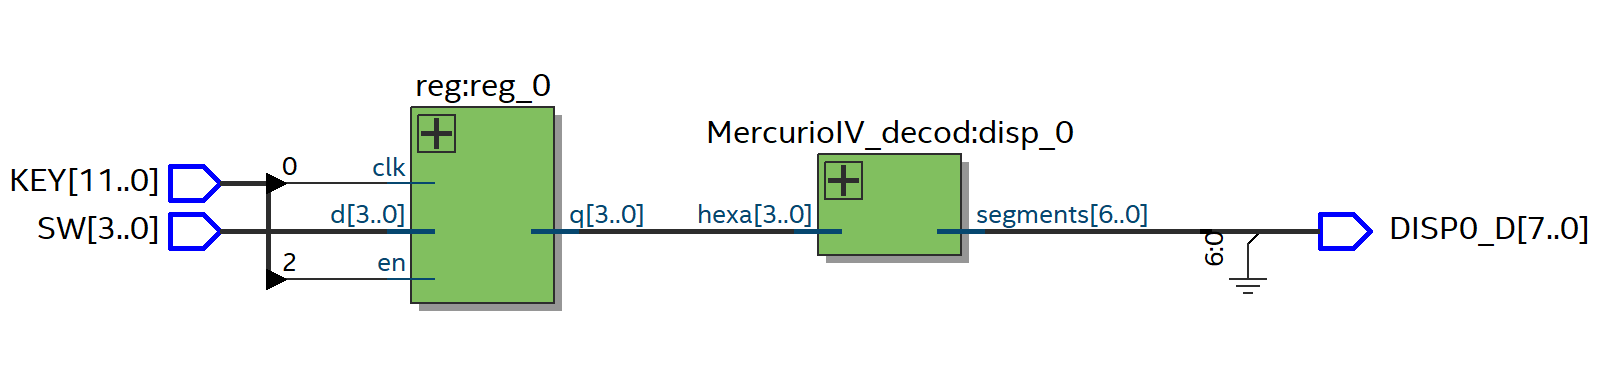 reg:reg_0
MercurioIV_decod:disp_0
KEY[11..0]
0
clk
SW[3..0]
d[3..0]
q[3..0]
hexa[3..0]
segments[6..0]
6:0
DISP0_D[7..0]
2
en